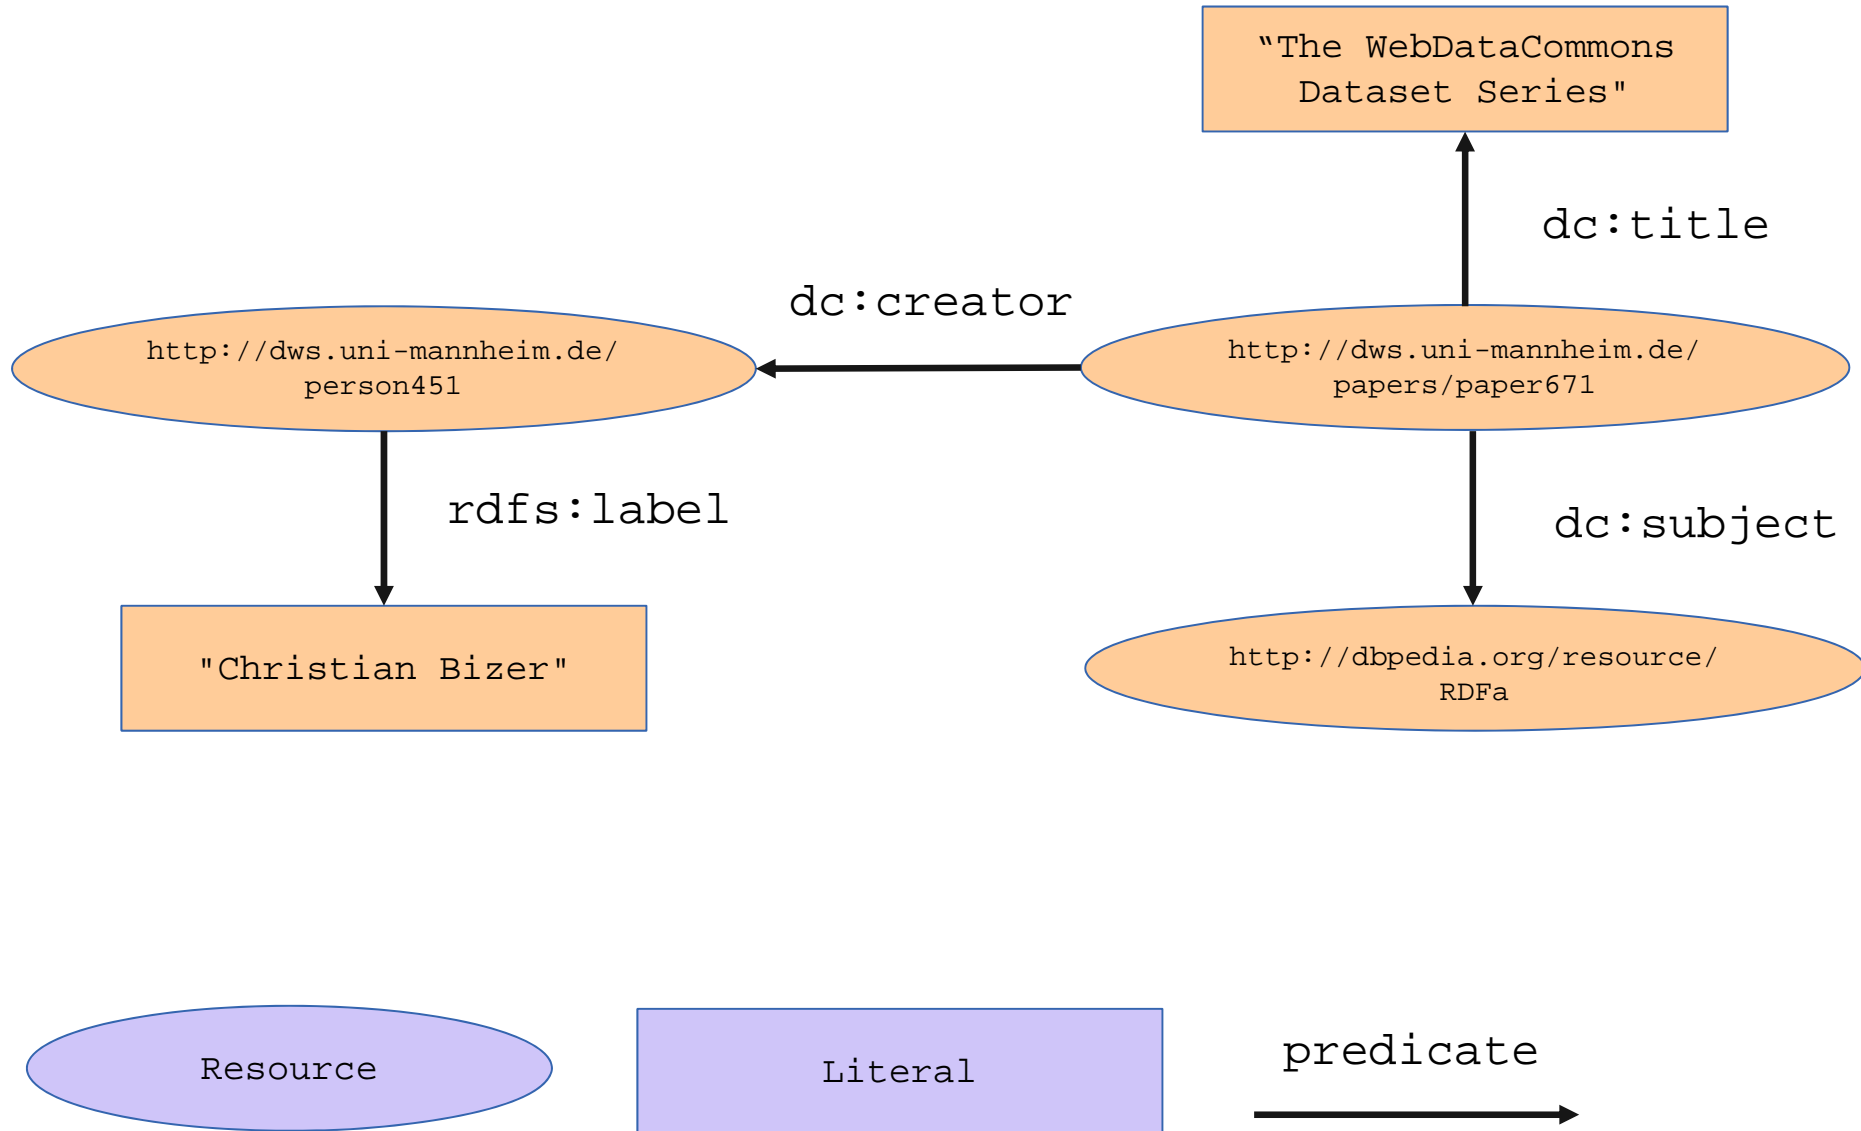 “The WebDataCommons
Dataset Series"
dc:title
dc:creator
http://dws.uni-mannheim.de/
person451
http://dws.uni-mannheim.de/
papers/paper671
rdfs:label
dc:subject
"Christian Bizer"
http://dbpedia.org/resource/
RDFa
Resource
Literal
predicate